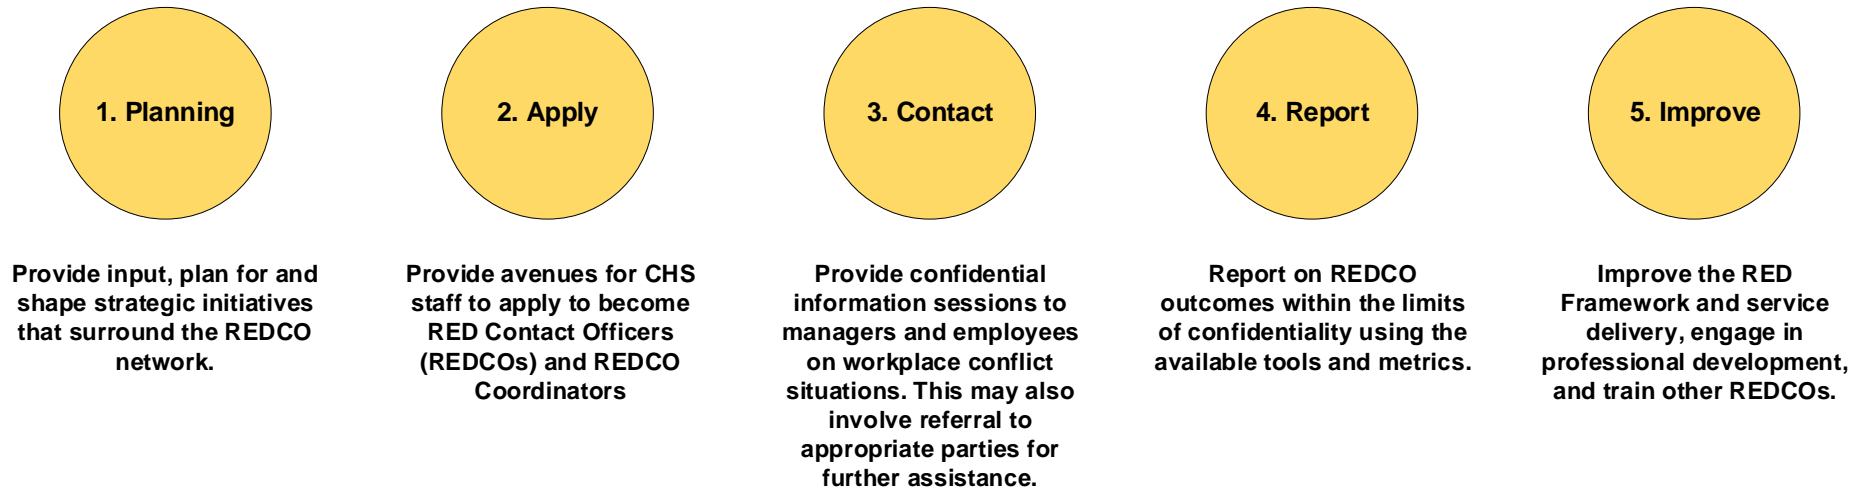 1. Planning
2. Apply
3. Contact
4. Report
5. Improve
Provide input, plan for and
shape strategic initiatives
that surround the REDCO
network.
Provide avenues for CHS
staff to apply to become
RED Contact Officers
(REDCOs) and REDCO
Coordinators
Provide confidential
information sessions to
managers and employees
on workplace conflict
situations. This may also
involve referral to
appropriate parties for
further assistance.
Report on REDCO
outcomes within the limits
of confidentiality using the
available tools and metrics.
Improve the RED
Framework and service
delivery, engage in
professional development,
and train other REDCOs.